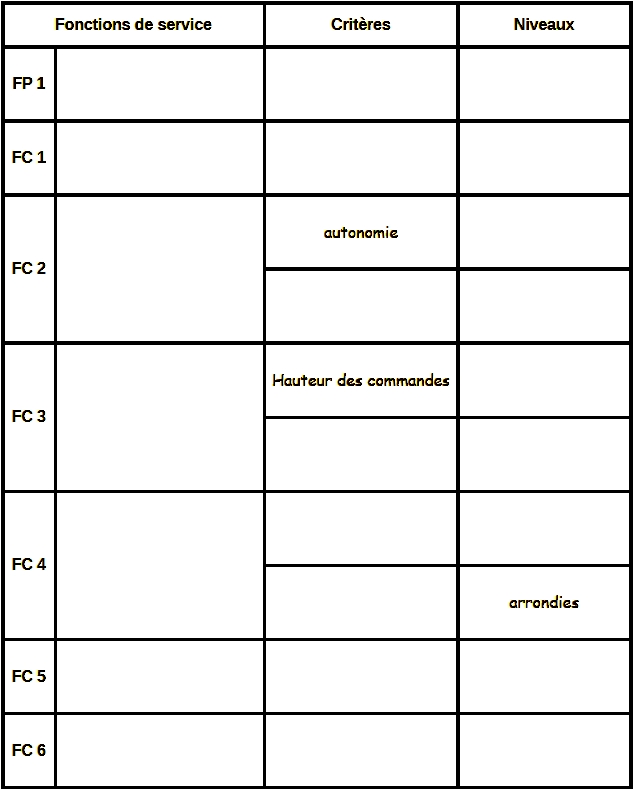 Fonctions de service Critères Niveaux
FP 1
FC 1
FC 2 autonomie
FC 3 Hauteur des commandes
FC 4 arrondies
FC 5
FC 6